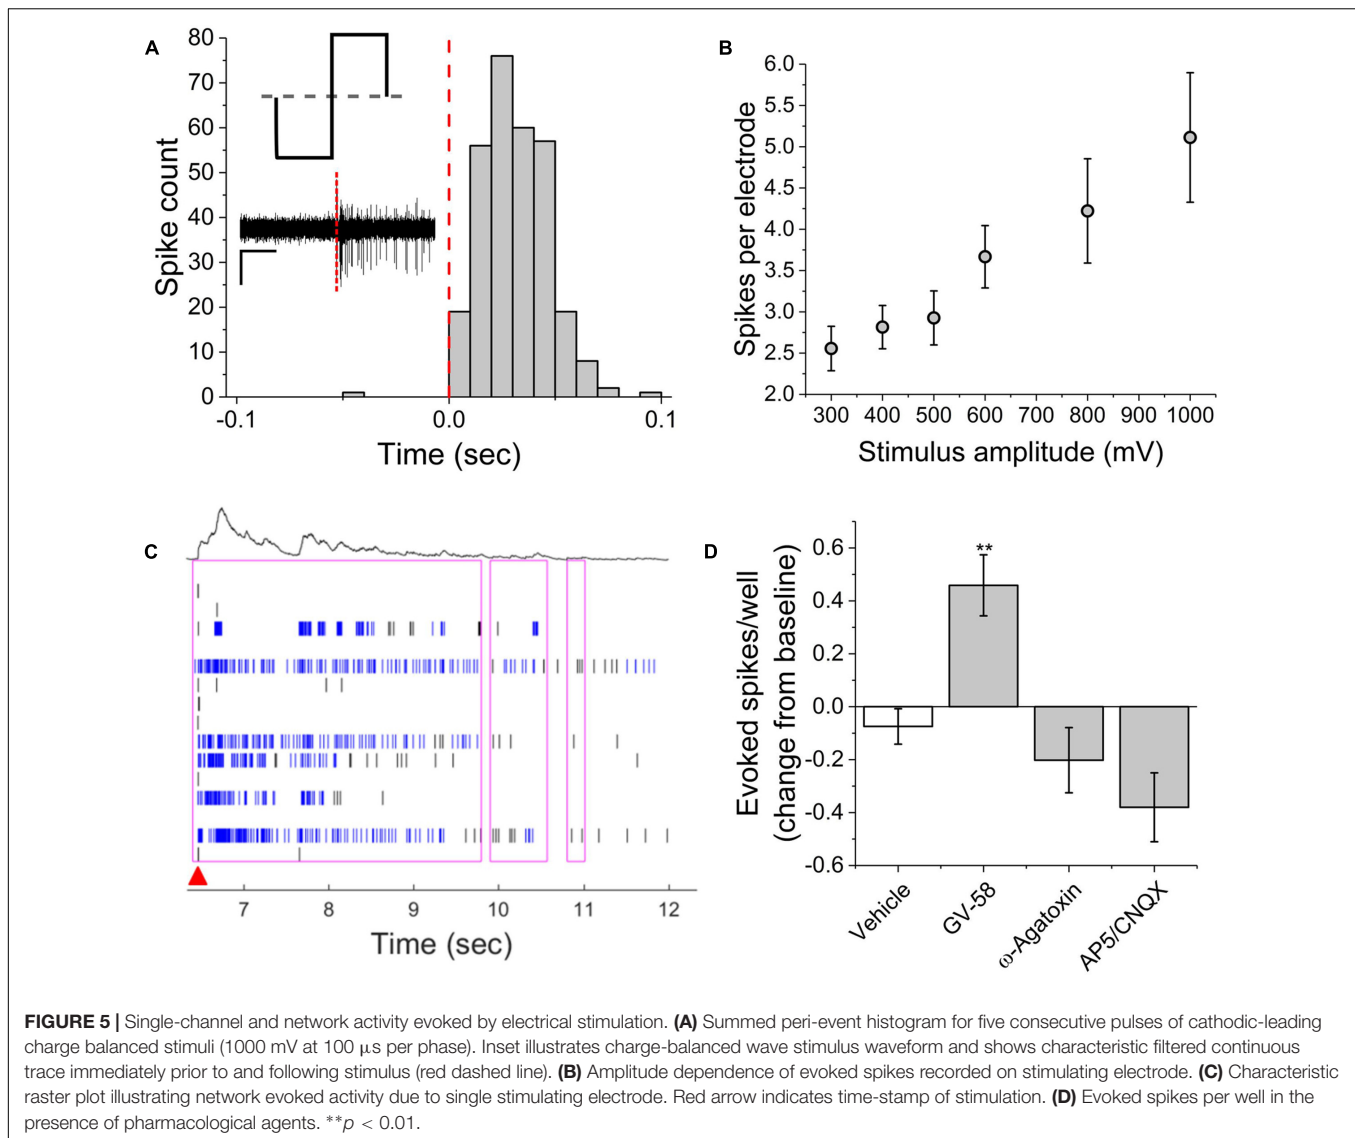 A
80
70
60
50
40
30
20
10
0
Spike count
-0.1
0.0
0.1
Time (sec)
B
6.0
5.5
5.0
4.5
4.0
3.5
3.0
2.5
2.0
Spikes per electrode
300 400 500 600 700 800 900 1000
Stimulus amplitude (mV)
C
7 8 9 10 11 12
Time (sec)
D
0.6
0.4
0.2
0.0
-0.2
-0.4
-0.6
Evoked spikes/well
(change from baseline)
**
Vehicle
GV-58
ω-Agatoxin
AP5/CNQX
FIGURE 5 | Single-channel and network activity evoked by electrical stimulation. (A) Summed peri-event histogram for five consecutive pulses of cathodic-leading
charge balanced stimuli (1000 mV at 100 μs per phase). Inset illustrates charge-balanced wave stimulus waveform and shows characteristic filtered continuous
trace immediately prior to and following stimulus (red dashed line). (B) Amplitude dependence of evoked spikes recorded on stimulating electrode. (C) Characteristic
raster plot illustrating network evoked activity due to single stimulating electrode. Red arrow indicates time-stamp of stimulation. (D) Evoked spikes per well in the
presence of pharmacological agents. **p < 0.01.